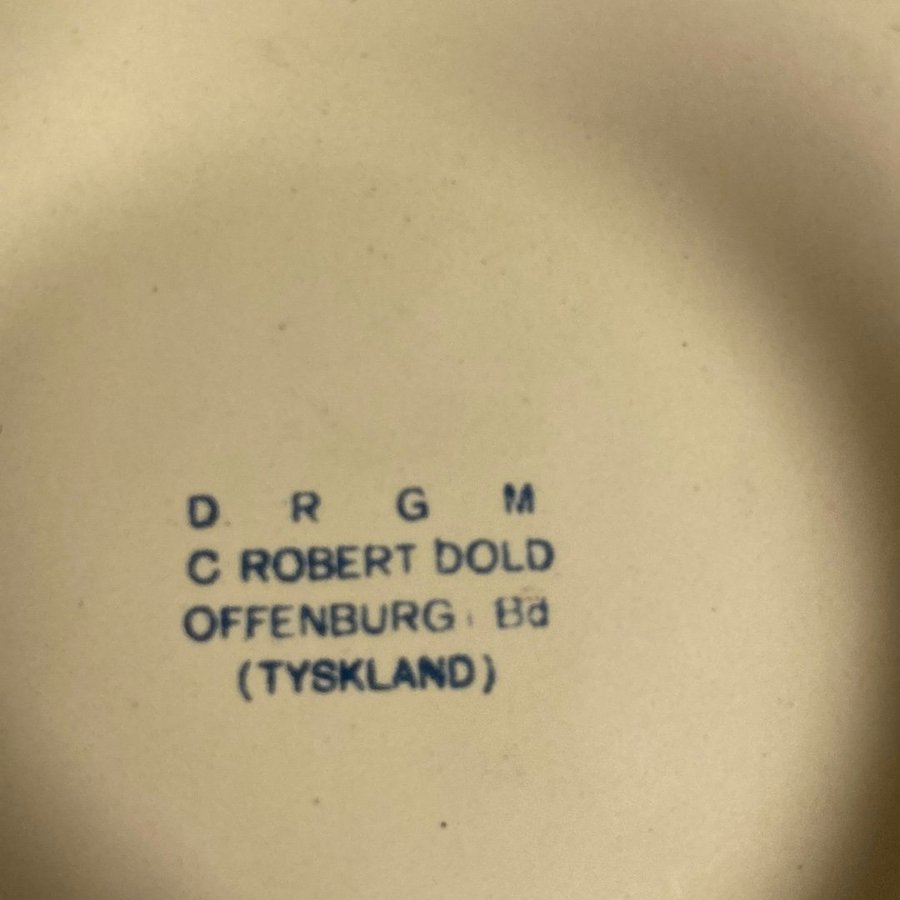 D R G M
C ROBERT DOLD
OFFENBURG i Bd
(TYSKLAND)